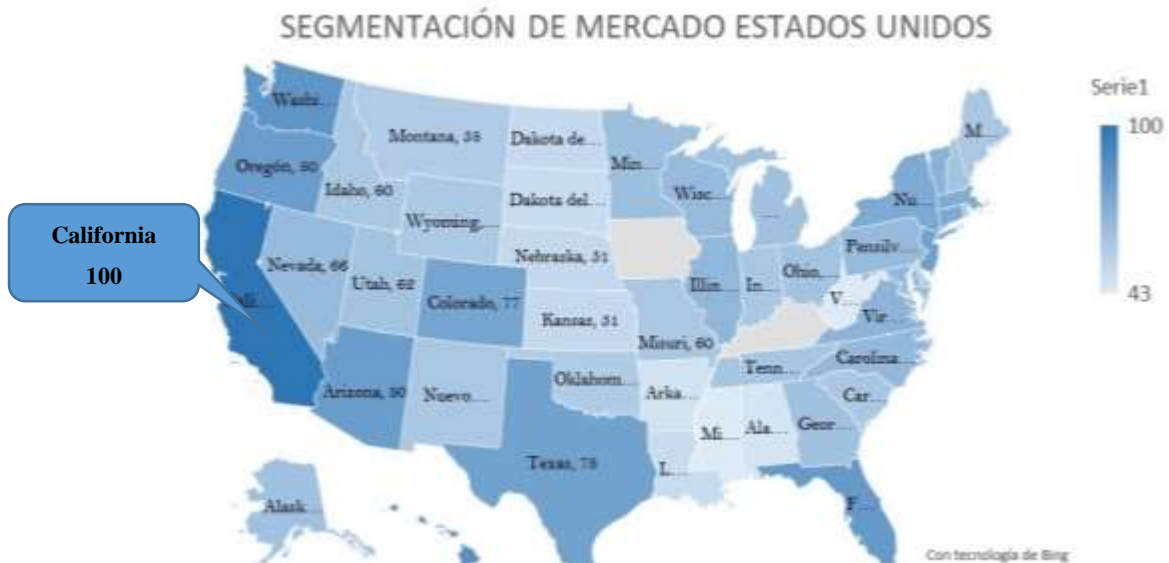 SEGMENTACIÓN DE MERCADO ESTADOS UNIDOS
Serie1
100
43
Washi...
Montana, 58
Dakota de...
Min...
M...
Oregón, 80
Idaho, 60
Dakota del...
Wisc...
...
Nu...
Wyoming,...
California
100
Nebraska, 51
Pensilv...
Nevada, 66
Utah, 62
Colorado, 77
Illin...
In...
Ohio,...
V...
Vir...
Kansas, 51
Misuri, 60
Arizona, 80
Nuevo...
Oklahom...
Tenn...
Carolina...
Arka...
Car...
Mi...
Ala...
Geor...
Texas, 78
L...
F...
Alask...
Con tecnología de Bing